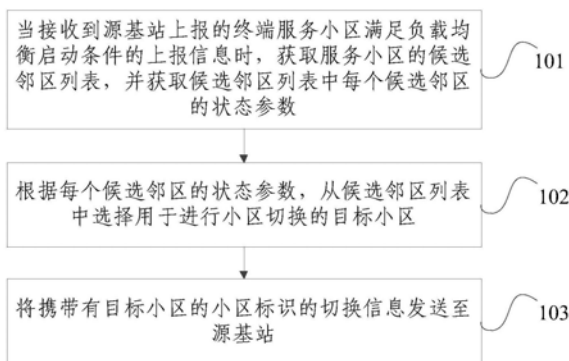 当接收到源基站上报的终端服务小区满足负载均
衡启动条件的上报信息时，获取服务小区的候选
邻区列表，并获取候选邻区列表中每个候选邻区
的状态参数
101
根据每个候选邻区的状态参数，从候选邻区列表
中选择用于进行小区切换的目标小区
102
将携带有目标小区的小区标识的切换信息发送至
源基站
103